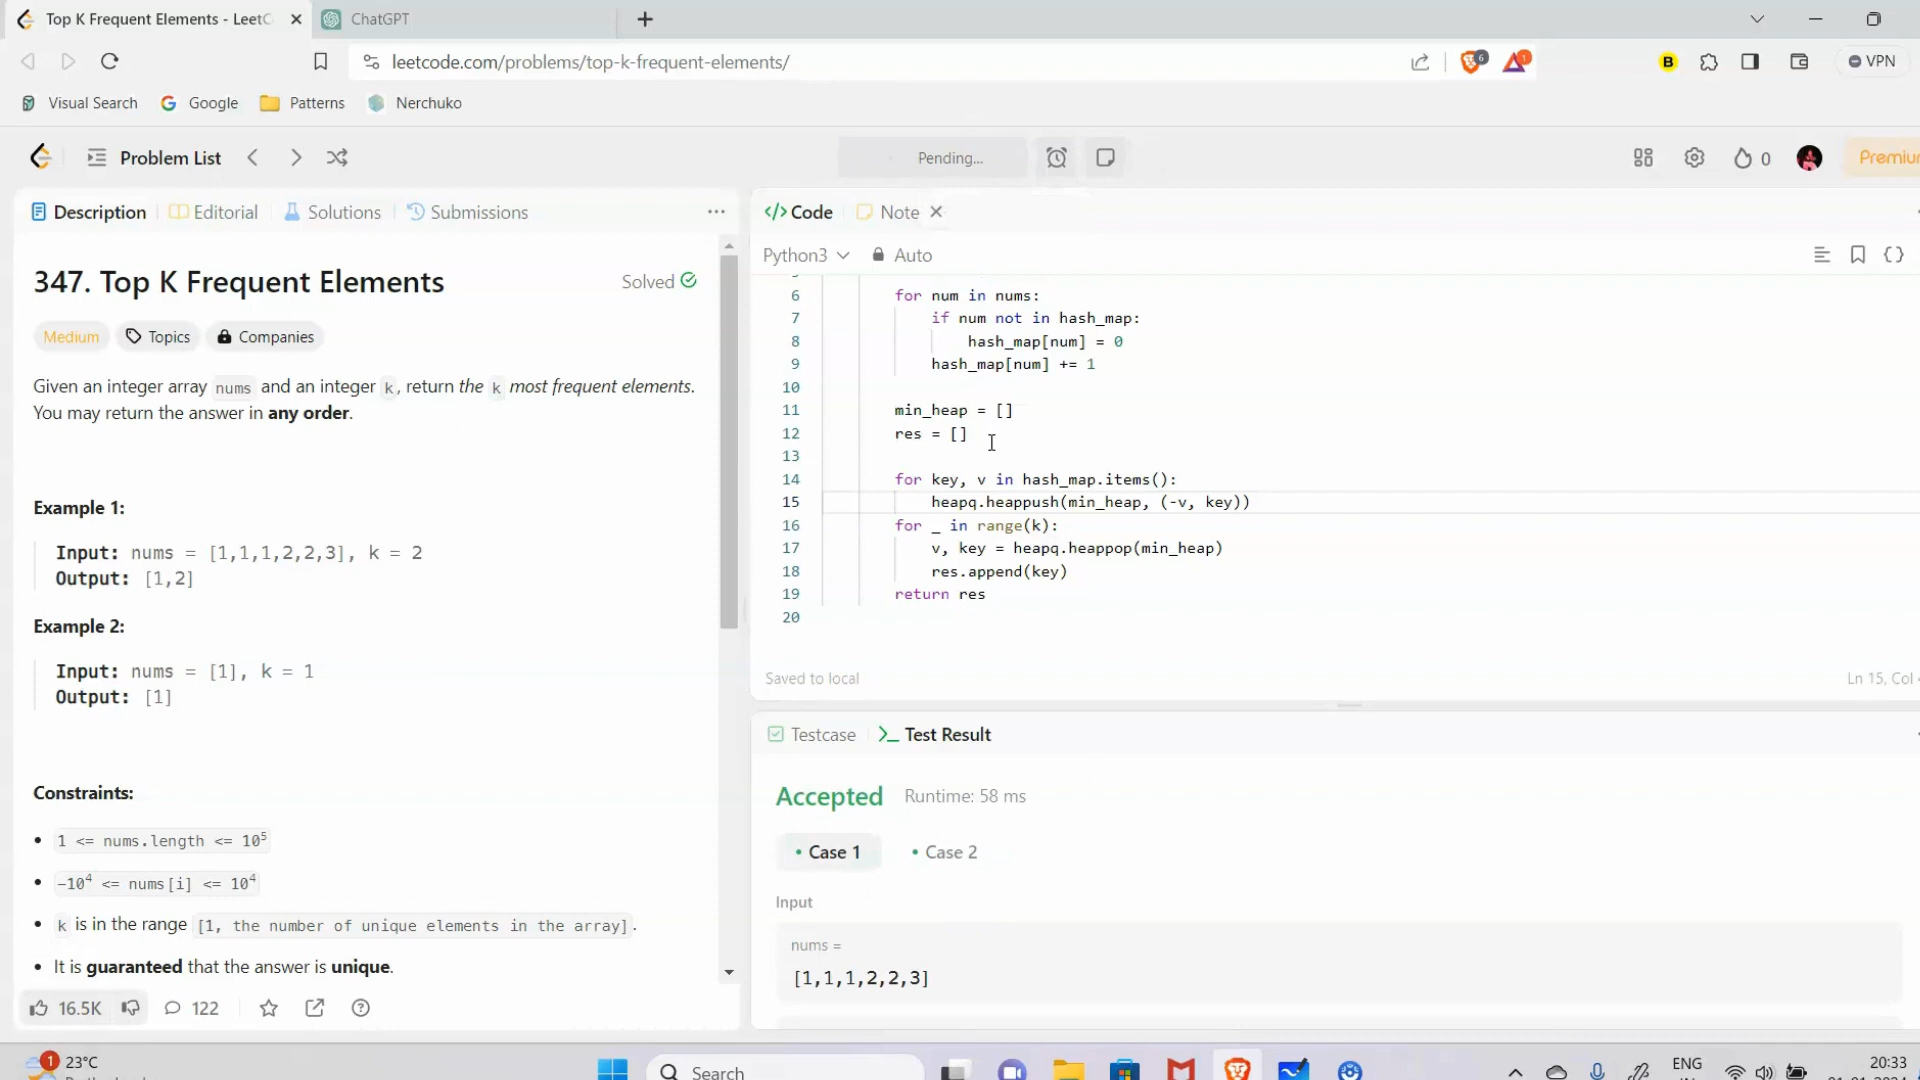 Top K Frequent Elements - LeetC
ChatGPT
leetcode.com/problems/top-k-frequent-elements/
6
1
B
VPN
Visual Search
Google
Patterns
Nerchuko
Problem List
Pending...
0
Premiu
Description
Editorial
Solutions
Submissions
347. Top K Frequent Elements
Solved
Medium
Topics
Companies
Given an integer array nums and an integer k, return the k most frequent elements.
You may return the answer in any order.
Example 1:
Input: nums = [1,1,1,2,2,3], k = 2
Output: [1,2]
Example 2:
Input: nums = [1], k = 1
Output: [1]
Constraints:
• 1 <= nums.length <= 10⁵
• -10⁴ <= nums[i] <= 10⁴
• k is in the range [1, the number of unique elements in the array].
• It is guaranteed that the answer is unique.
16.5K
122
</> Code
Note
Python3
Auto
6 for num in nums:
7 if num not in hash_map:
8 hash_map[num] = 0
9 hash_map[num] += 1
10
11 min_heap = []
12 res = []
13
14 for key, v in hash_map.items():
15 heapq.heappush(min_heap, (-v, key))
16 for _ in range(k):
17 v, key = heapq.heappop(min_heap)
18 res.append(key)
19 return res
20
Saved to local
Ln 15, Col
Testcase
Test Result
Accepted
Runtime: 58 ms
• Case 1
• Case 2
Input
nums =
[1,1,1,2,2,3]
1
23°C
Search
ENG
20:33